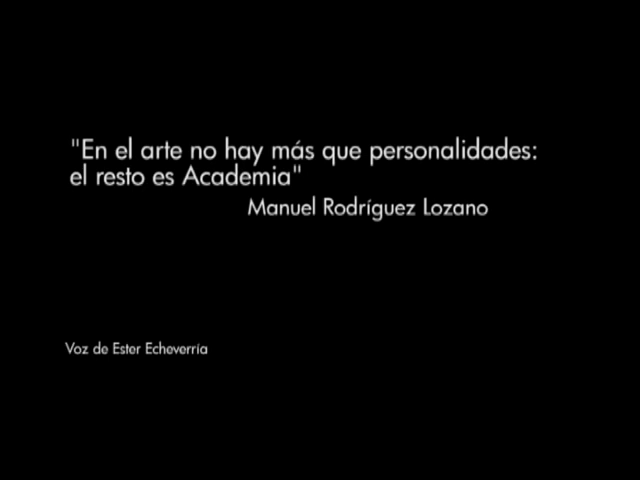 "En el arte no hay más que personalidades:
el resto es Academia"
Manuel Rodríguez Lozano
Voz de Ester Echeverría